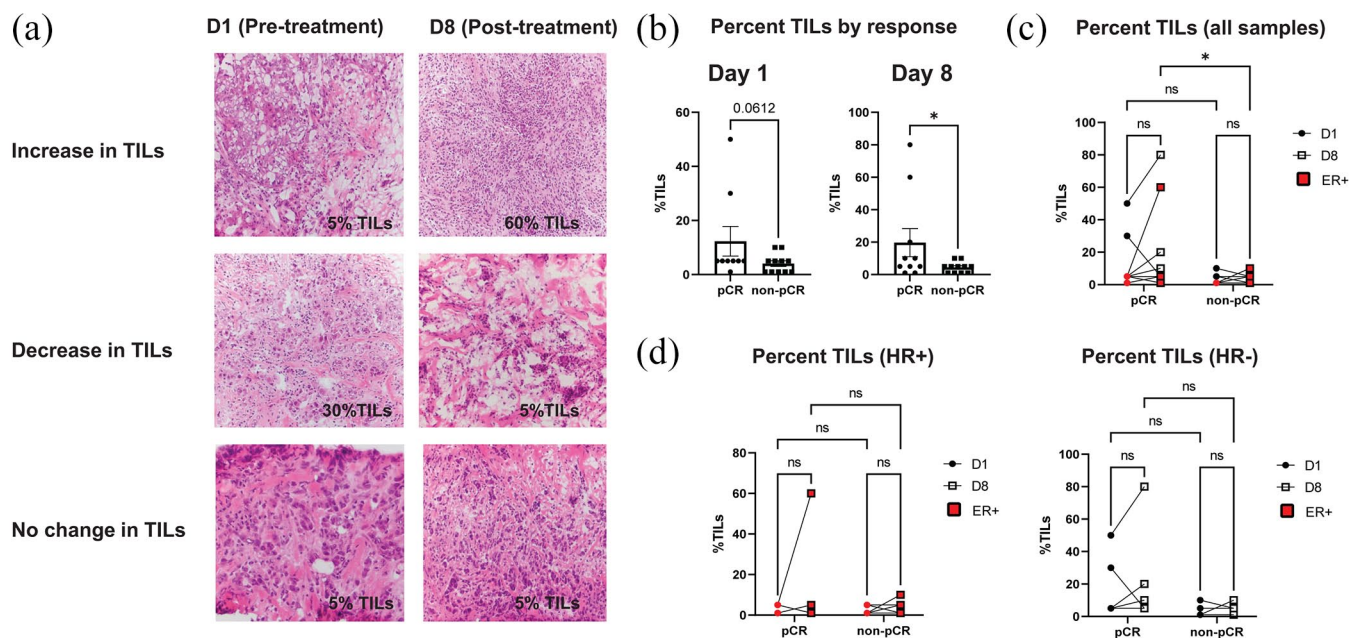 (a)
D1 (Pre-treatment)
D8 (Post-treatment)
Increase in TILs
5% TILs
60% TILs
Decrease in TILs
30%TILs
5%TILs
No change in TILs
5% TILs
5% TILs
(b)
Percent TILs by response
Day 1
0.0612
%TILs
60
40
20
0
pCR
non-pCR
Day 8
*
%TILs
100
80
60
40
20
0
pCR
non-pCR
(c)
Percent TILs (all samples)
*
ns
ns
ns
%TILs
100
80
60
40
20
0
pCR
non-pCR
D1
D8
ER+
(d)
Percent TILs (HR+)
ns
ns
ns
ns
%TILs
80
60
40
20
0
pCR
non-pCR
D1
D8
ER+
Percent TILs (HR-)
ns
ns
ns
ns
%TILs
100
80
60
40
20
0
pCR
non-pCR
D1
D8
ER+